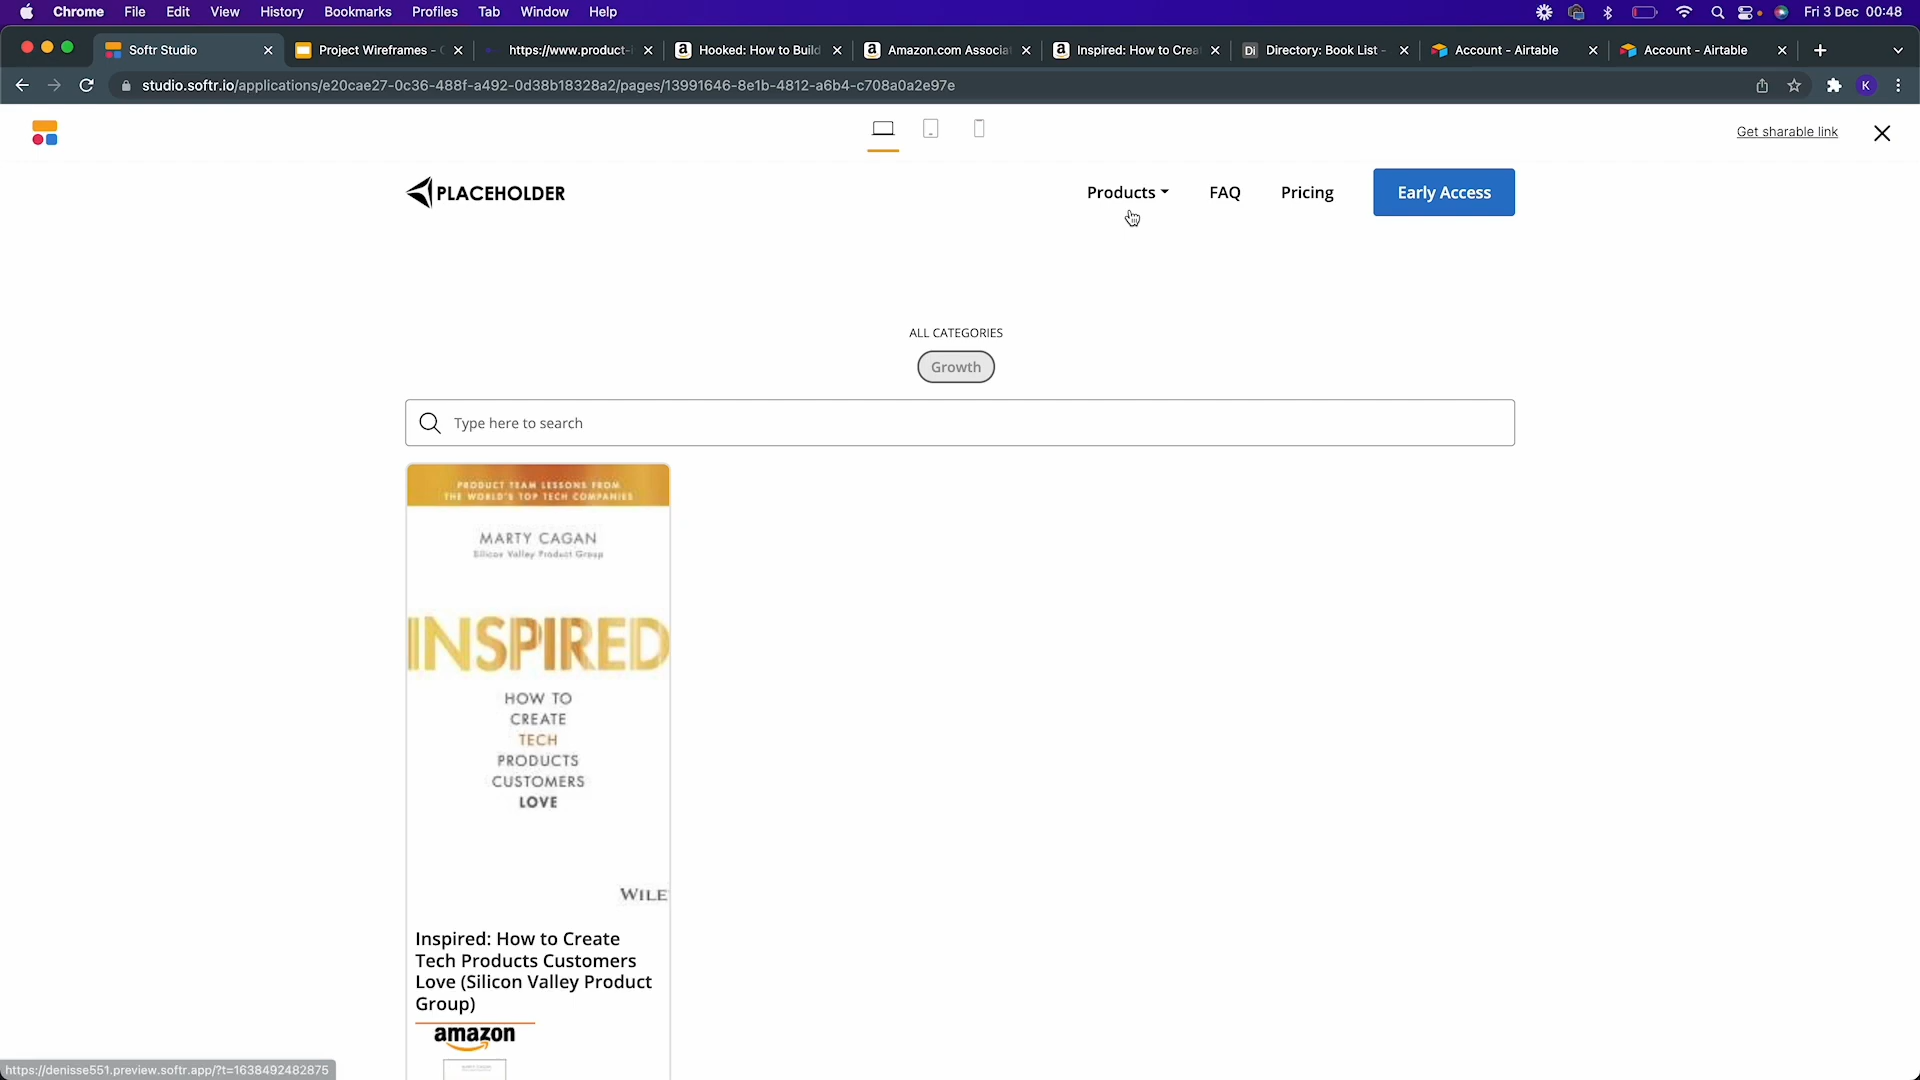 Chrome File Edit View History Bookmarks Profiles Tab Window Help Fri 3 Dec 00:48
Softr Studio Project Wireframes - https://www.product- Hooked: How to Build Amazon.com Associat Inspired: How to Crea Directory: Book List - Account - Airtable Account - Airtable
studio.softr.io/applications/e20cae27-0c36-488f-a492-0d38b18328a2/pages/13991646-8e1b-4812-a6b4-c708a0a2e97e K
Get sharable link
PLACEHOLDER Products FAQ Pricing Early Access
ALL CATEGORIES
Growth
Type here to search
PRODUCT TEAM LESSONS FROM
THE WORLD'S TOP TECH COMPANIES
MARTY CAGAN
Silicon Valley Product Group
INSPIRED
HOW TO
CREATE
TECH
PRODUCTS
CUSTOMERS
LOVE
WILE
Inspired: How to Create
Tech Products Customers
Love (Silicon Valley Product
Group)
amazon
https://denisse551.preview.softr.app/?t=1638492482875